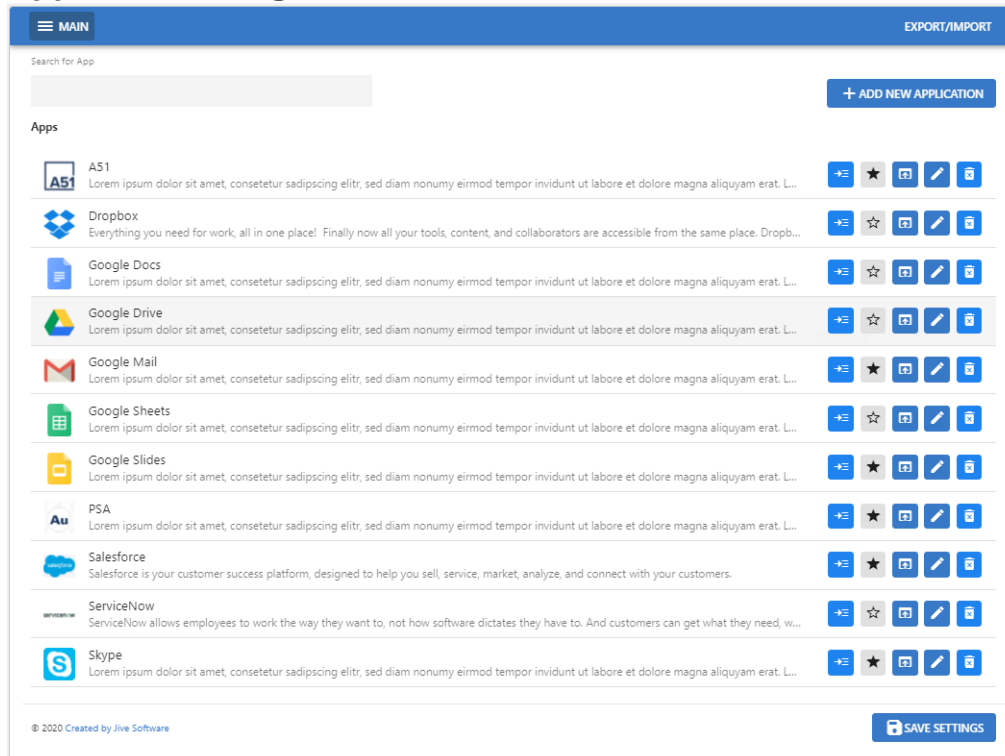 MAIN
EXPORT/IMPORT
Search for App
ADD NEW APPLICATION
Apps
A51
A51
Lorem ipsum dolor sit amet, consetetur sadipscing elitr, sed diam nonumy eirmod tempor invidunt ut labore et dolore magna aliquyam erat. L...
Dropbox
Everything you need for work, all in one place! Finally now all your tools, content, and collaborators are accessible from the same place. Dropb...
Google Docs
Lorem ipsum dolor sit amet, consetetur sadipscing elitr, sed diam nonumy eirmod tempor invidunt ut labore et dolore magna aliquyam erat. L...
Google Drive
Lorem ipsum dolor sit amet, consetetur sadipscing elitr, sed diam nonumy eirmod tempor invidunt ut labore et dolore magna aliquyam erat. L...
Google Mail
Lorem ipsum dolor sit amet, consetetur sadipscing elitr, sed diam nonumy eirmod tempor invidunt ut labore et dolore magna aliquyam erat. L...
Google Sheets
Lorem ipsum dolor sit amet, consetetur sadipscing elitr, sed diam nonumy eirmod tempor invidunt ut labore et dolore magna aliquyam erat. L...
Google Slides
Lorem ipsum dolor sit amet, consetetur sadipscing elitr, sed diam nonumy eirmod tempor invidunt ut labore et dolore magna aliquyam erat. L...
Au
PSA
Lorem ipsum dolor sit amet, consetetur sadipscing elitr, sed diam nonumy eirmod tempor invidunt ut labore et dolore magna aliquyam erat. L...
salesforce
Salesforce
Salesforce is your customer success platform, designed to help you sell, service, market, analyze, and connect with your customers.
servicenow
ServiceNow
ServiceNow allows employees to work the way they want to, not how software dictates they have to. And customers can get what they need, w...
Skype
Lorem ipsum dolor sit amet, consetetur sadipscing elitr, sed diam nonumy eirmod tempor invidunt ut labore et dolore magna aliquyam erat. L...
© 2020 Created by Jive Software
SAVE SETTINGS